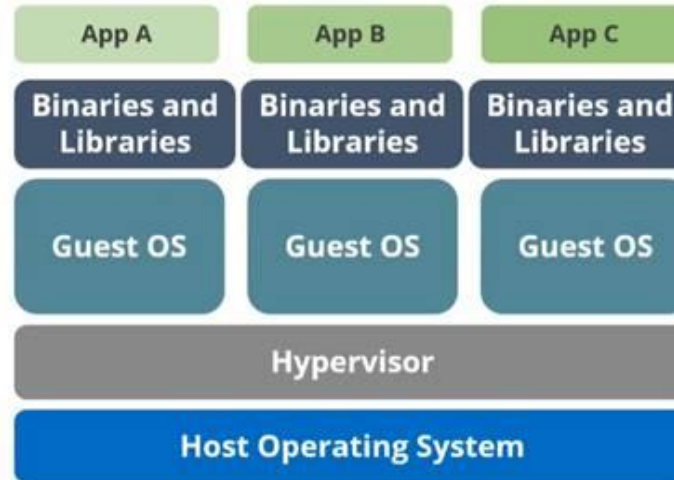 App A
App B
App C
Binaries and
Libraries
Binaries and
Libraries
Binaries and
Libraries
Guest OS
Guest OS
Guest OS
Hypervisor
Host Operating System